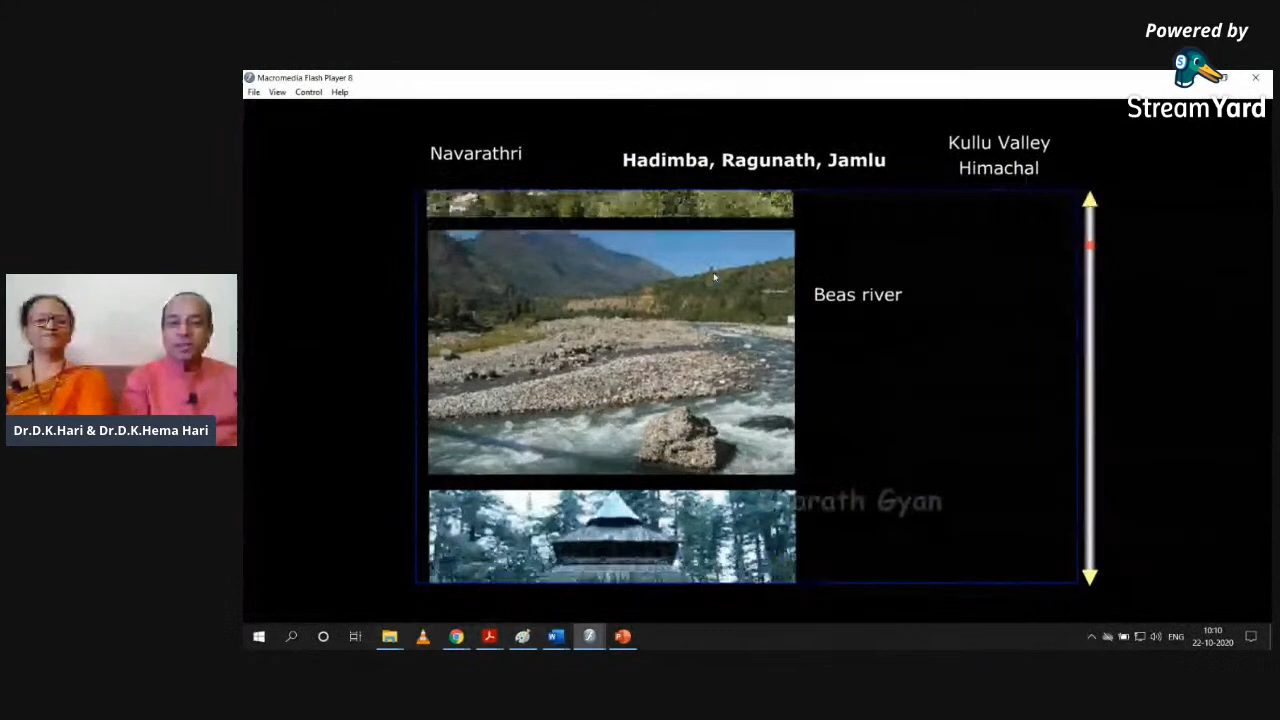 Powered by
StreamYard
Macromedia Flash Player 8
File View Control Help
Navarathri
Hadimba, Ragunath, Jamlu
Kullu Valley
Himachal
Beas river
Gyan
Dr.D.K.Hari & Dr.D.K.Hema Hari
ENG
10:10
22-10-2020